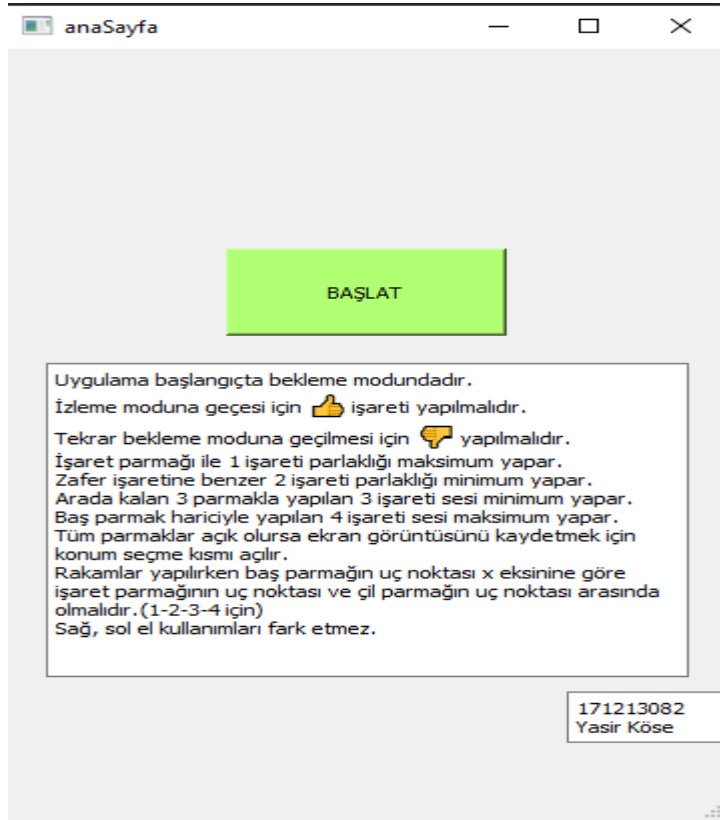 anaSayfa
BAŞLAT
Uygulama başlangıçta bekleme modundadır.
İzleme moduna geçesi için 👍 işareti yapılmalıdır.
Tekrar bekleme moduna geçilmesi için 👎 yapılmalıdır.
İşaret parmağı ile 1 işareti parlaklığı maksimum yapar.
Zafer işaretine benzer 2 işareti parlaklığı minimum yapar.
Arada kalan 3 parmakla yapılan 3 işareti sesi minimum yapar.
Baş parmak hariciyle yapılan 4 işareti sesi maksimum yapar.
Tüm parmaklar açık olursa ekran görüntüsünü kaydetmek için
konum seçme kısmı açılır.
Rakamlar yapılırken baş parmağın uç noktası x eksinine göre
işaret parmağının uç noktası ve çil parmağın uç noktası arasında
olmalıdır.(1-2-3-4 için)
Sağ, sol el kullanımları fark etmez.
171213082
Yasir Köse